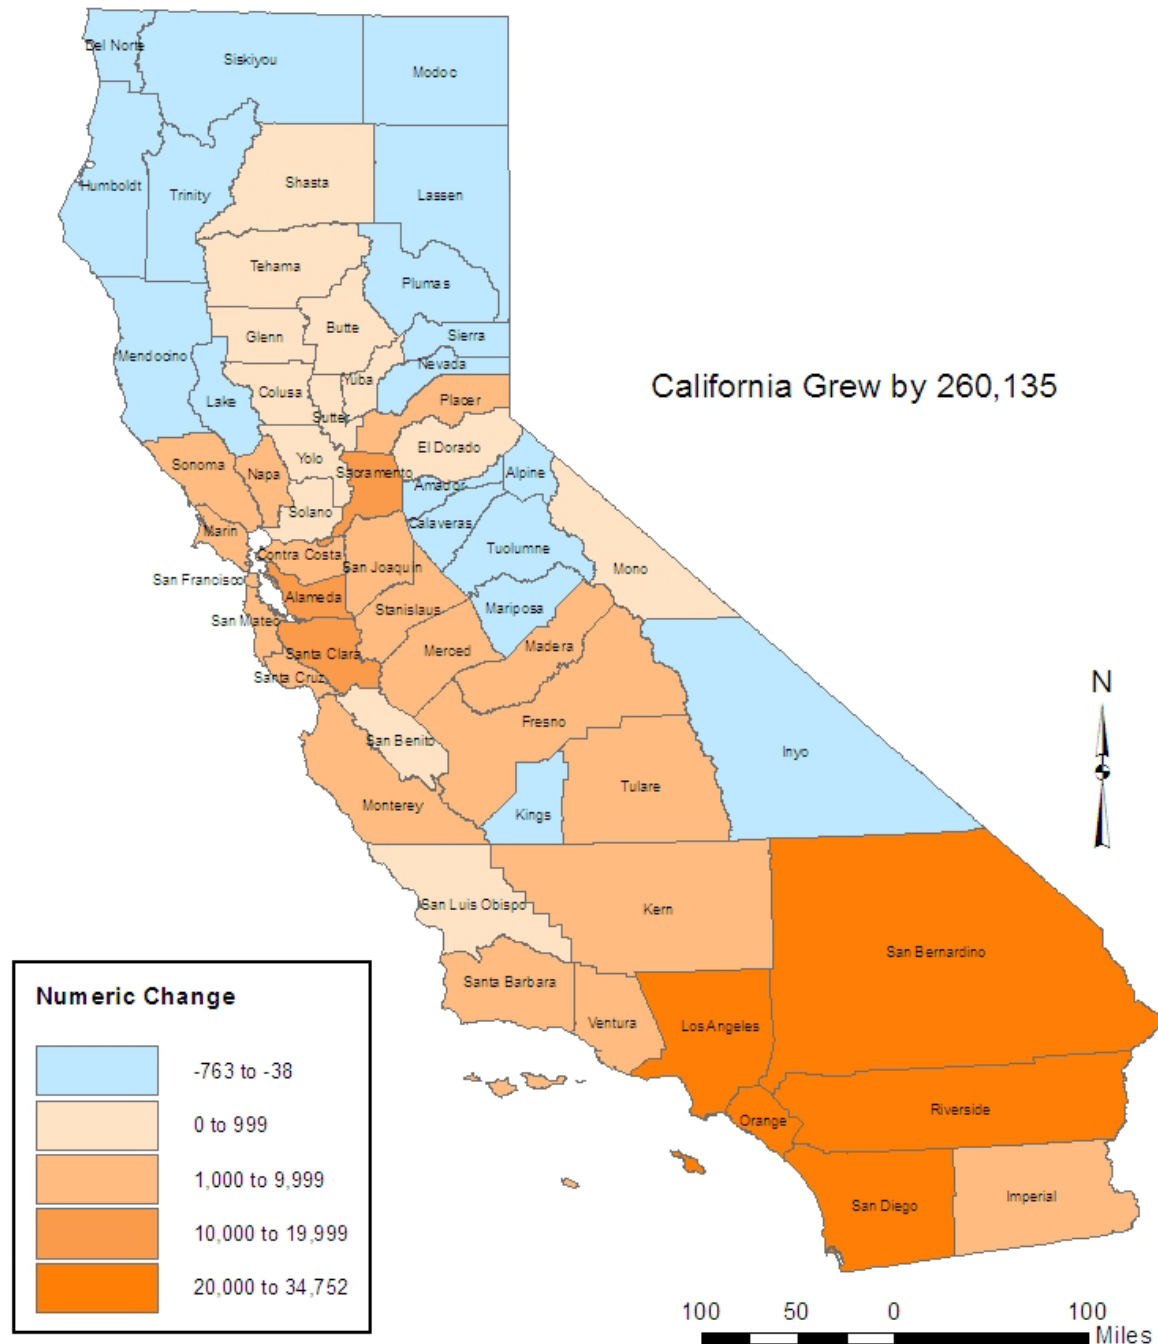 Del Norte
Siskiyou
Modoc
Humboldt
Trinity
Shasta
Lassen
Tehama
Plumas
Mendocino
Glenn
Butte
Sierra
Nevada
Lake
Colusa
Yuba
Sutter
Placer
California Grew by 260,135
Sonoma
Napa
Yolo
Sacramento
El Dorado
Alpine
Amador
Marin
Solano
Calaveras
Tuolumne
Mono
Contra Costa
San Joaquin
San Francisco
Alameda
Stanislaus
Mariposa
San Mateo
Santa Clara
Merced
Madera
Santa Cruz
N
San Benito
Fresno
Inyo
Monterey
Kings
Tulare
San Luis Obispo
Kern
San Bernardino
Santa Barbara
Ventura
Los Angeles
Orange
Riverside
San Diego
Imperial
Numeric Change
-763 to -38
0 to 999
1,000 to 9,999
10,000 to 19,999
20,000 to 34,752
100 50 0 100
Miles